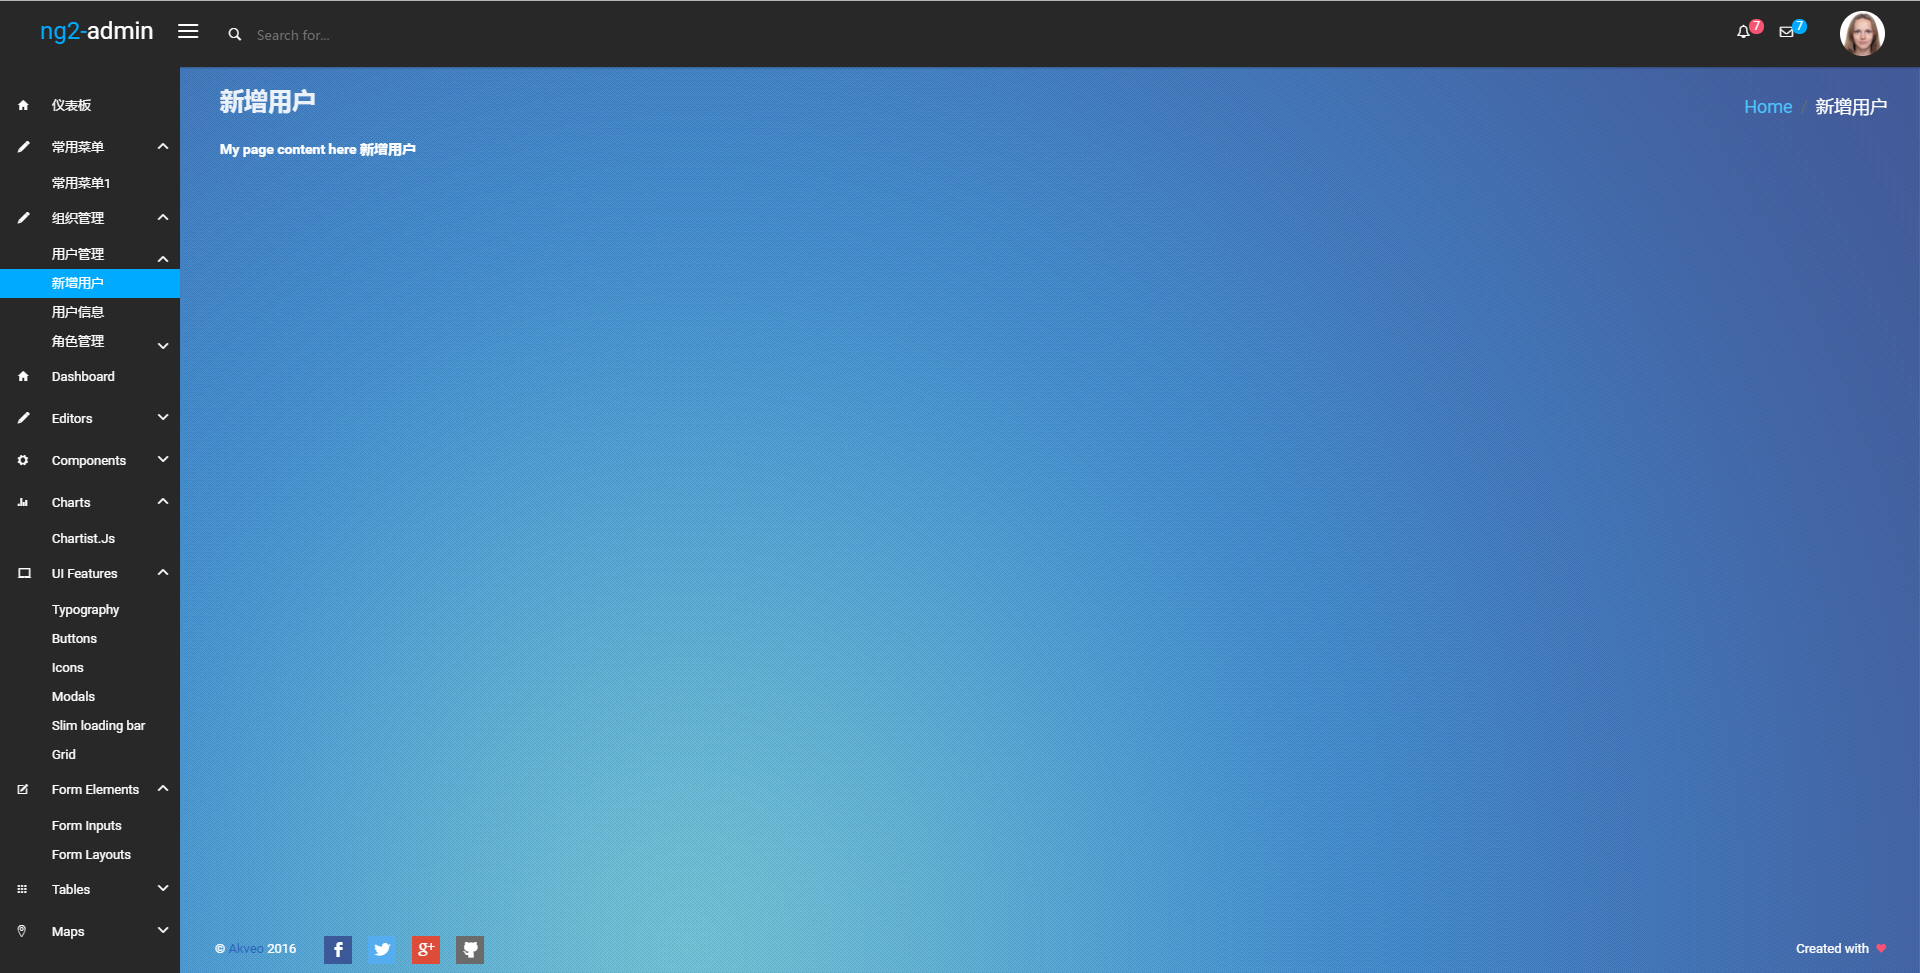 ng2-admin
Search for...
7
7
仪表板
常用菜单
常用菜单1
组织管理
用户管理
新增用户
用户信息
角色管理
Dashboard
Editors
Components
Charts
Chartist.Js
UI Features
Typography
Buttons
Icons
Modals
Slim loading bar
Grid
Form Elements
Form Inputs
Form Layouts
Tables
Maps
新增用户
Home / 新增用户
My page content here 新增用户
© Akveo 2016
f
g+
Created with